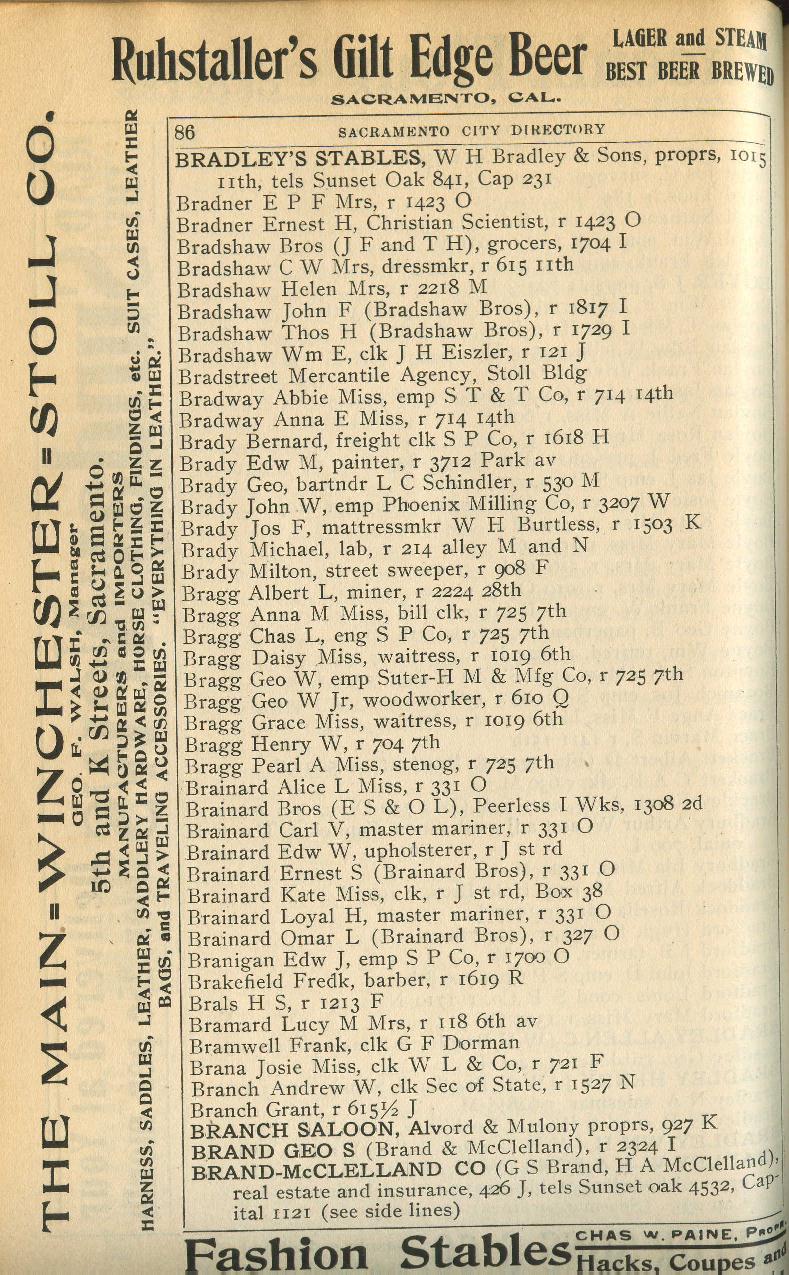 Ruhstaller's Gilt Edge Beer
LAGER and STEAM
BEST BEER BREWED
SACRAMENTO, CAL.
THE MAIN=WINCHESTER=STOLL CO.
GEO. F. WALSH, Manager
5th and K Streets, Sacramento.
MANUFACTURERS and IMPORTERS
HARNESS, SADDLES, LEATHER, SADDLERY HARDWARE, HORSE CLOTHING, FINDINGS, etc. SUIT CASES, LEATHER
BAGS, and TRAVELING ACCESSORIES. "EVERYTHING IN LEATHER."
86 SACRAMENTO CITY DIRECTORY
BRADLEY'S STABLES, W H Bradley & Sons, proprs, 1015
11th, tels Sunset Oak 841, Cap 231
Bradner E P F Mrs, r 1423 O
Bradner Ernest H, Christian Scientist, r 1423 O
Bradshaw Bros (J F and T H), grocers, 1704 I
Bradshaw C W Mrs, dressmkr, r 615 11th
Bradshaw Helen Mrs, r 2218 M
Bradshaw John F (Bradshaw Bros), r 1817 I
Bradshaw Thos H (Bradshaw Bros), r 1729 I
Bradshaw Wm E, clk J H Eiszler, r 121 J
Bradstreet Mercantile Agency, Stoll Bldg
Bradway Abbie Miss, emp S T & T Co, r 714 14th
Bradway Anna E Miss, r 714 14th
Brady Bernard, freight clk S P Co, r 1618 H
Brady Edw M, painter, r 3712 Park av
Brady Geo, bartndr L C Schindler, r 530 M
Brady John W, emp Phoenix Milling Co, r 3207 W
Brady Jos F, mattressmkr W H Burtless, r 1503 K
Brady Michael, lab, r 214 alley M and N
Brady Milton, street sweeper, r 908 F
Bragg Albert L, miner, r 2224 28th
Bragg Anna M Miss, bill clk, r 725 7th
Bragg Chas L, eng S P Co, r 725 7th
Bragg Daisy Miss, waitress, r 1019 6th
Bragg Geo W, emp Suter-H M & Mfg Co, r 725 7th
Bragg Geo W Jr, woodworker, r 610 Q
Bragg Grace Miss, waitress, r 1019 6th
Bragg Henry W, r 704 7th
Bragg Pearl A Miss, stenog, r 725 7th
Brainard Alice L Miss, r 331 O
Brainard Bros (E S & O L), Peerless I Wks, 1308 2d
Brainard Carl V, master mariner, r 331 O
Brainard Edw W, upholsterer, r J st rd
Brainard Ernest S (Brainard Bros), r 331 O
Brainard Kate Miss, clk, r J st rd, Box 38
Brainard Loyal H, master mariner, r 331 O
Brainard Omar L (Brainard Bros), r 327 O
Branigan Edw J, emp S P Co, r 1700 O
Brakefield Fredk, barber, r 1619 R
Brals H S, r 1213 F
Bramard Lucy M Mrs, r 118 6th av
Bramwell Frank, clk G F Dorman
Brana Josie Miss, clk W L & Co, r 721 F
Branch Andrew W, clk Sec of State, r 1527 N
Branch Grant, r 615½ J
BRANCH SALOON, Alvord & Mulony proprs, 927 K
BRAND GEO S (Brand & McClelland), r 2324 I
BRAND-McCLELLAND CO (G S Brand, H A McClelland),
real estate and insurance, 426 J, tels Sunset oak 4532, Cap-
ital 1121 (see side lines)
Fashion Stables
CHAS W. PAINE, Propr.
Hacks, Coupes and